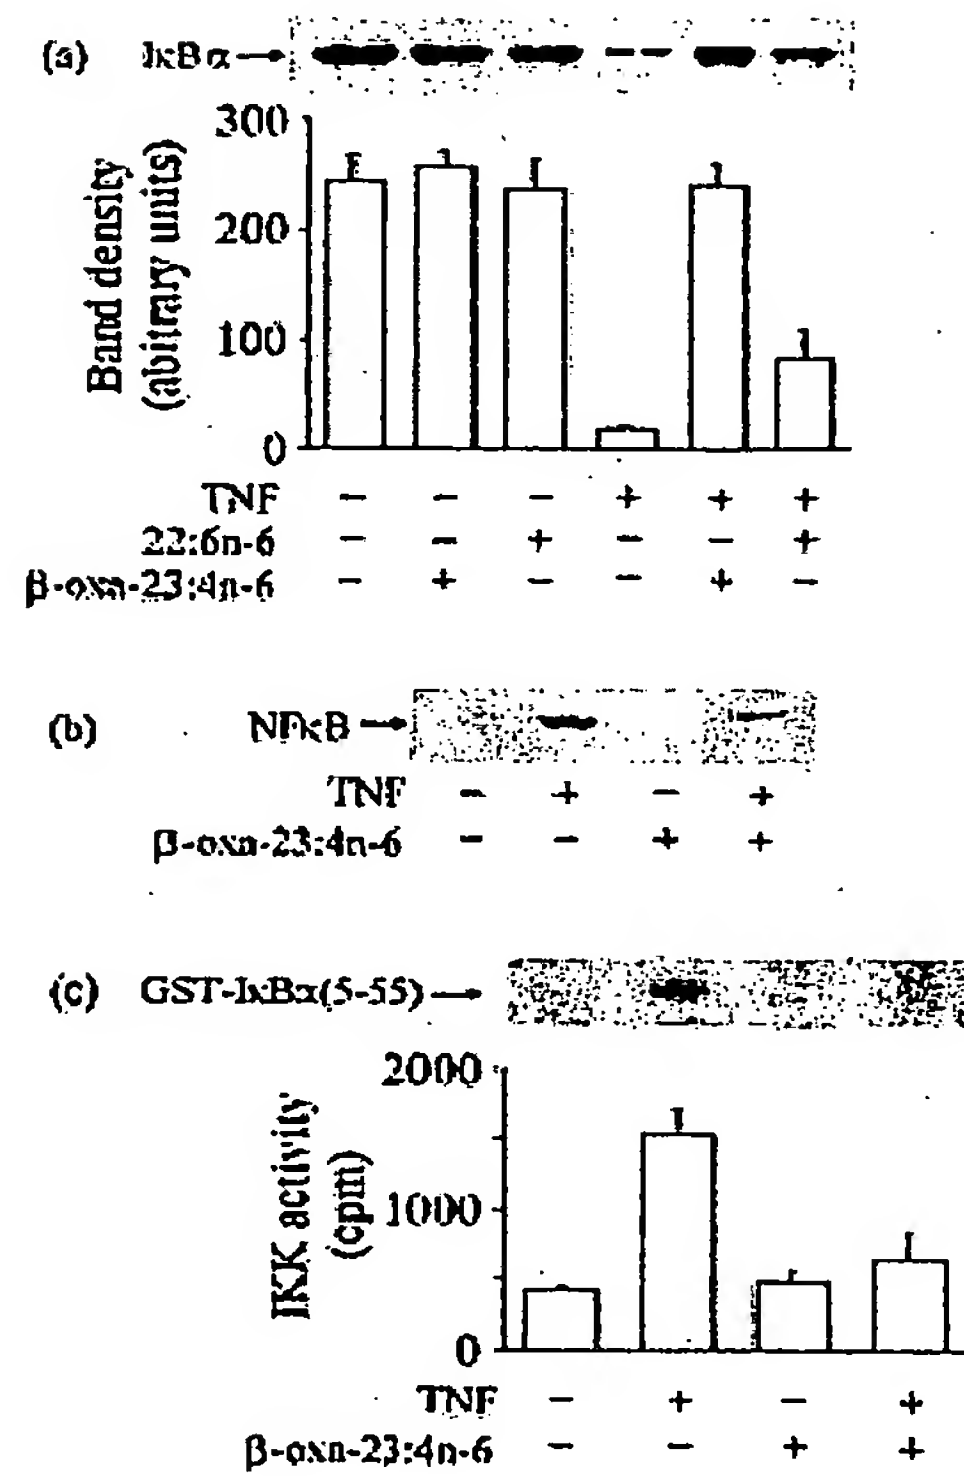 (a) IκBα
300
200
100
0
Band density
(abitrary units)
TNF - - - + + +
22:6n-6 - - + - - +
β-oxa-23:4n-6 - + - - + -
(b) NFκB
TNF - + - +
β-oxa-23:4n-6 - - + +
(c) GST-IκBα(5-55)
2000
1000
0
IKK activity
(cpm)
TNF - + - +
β-oxa-23:4n-6 - - + +